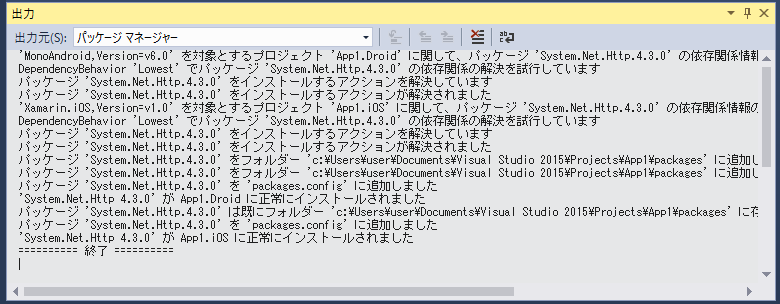 出力
出力元(S): パッケージ マネージャー
'MonoAndroid,Version=v6.0' を対象とするプロジェクト 'App1.Droid' に関して、パッケージ 'System.Net.Http.4.3.0' の依存関係情報
DependencyBehavior 'Lowest' でパッケージ 'System.Net.Http.4.3.0' の依存関係の解決を試行しています
パッケージ 'System.Net.Http.4.3.0' をインストールするアクションを解決しています
パッケージ 'System.Net.Http.4.3.0' をインストールするアクションが解決されました
'Xamarin.iOS,Version=v1.0' を対象とするプロジェクト 'App1.iOS' に関して、パッケージ 'System.Net.Http.4.3.0' の依存関係情報の
DependencyBehavior 'Lowest' でパッケージ 'System.Net.Http.4.3.0' の依存関係の解決を試行しています
パッケージ 'System.Net.Http.4.3.0' をインストールするアクションを解決しています
パッケージ 'System.Net.Http.4.3.0' をインストールするアクションが解決されました
パッケージ 'System.Net.Http.4.3.0' をフォルダー 'c:¥Users¥user¥Documents¥Visual Studio 2015¥Projects¥App1¥packages' に追加し
パッケージ 'System.Net.Http.4.3.0' をフォルダー 'c:¥Users¥user¥Documents¥Visual Studio 2015¥Projects¥App1¥packages' に追加し
パッケージ 'System.Net.Http.4.3.0' を 'packages.config' に追加しました
'System.Net.Http 4.3.0' が App1.Droid に正常にインストールされました
パッケージ 'System.Net.Http.4.3.0' は既にフォルダー 'c:¥Users¥user¥Documents¥Visual Studio 2015¥Projects¥App1¥packages' に存
パッケージ 'System.Net.Http.4.3.0' を 'packages.config' に追加しました
'System.Net.Http 4.3.0' が App1.iOS に正常にインストールされました
========== 終了 ==========